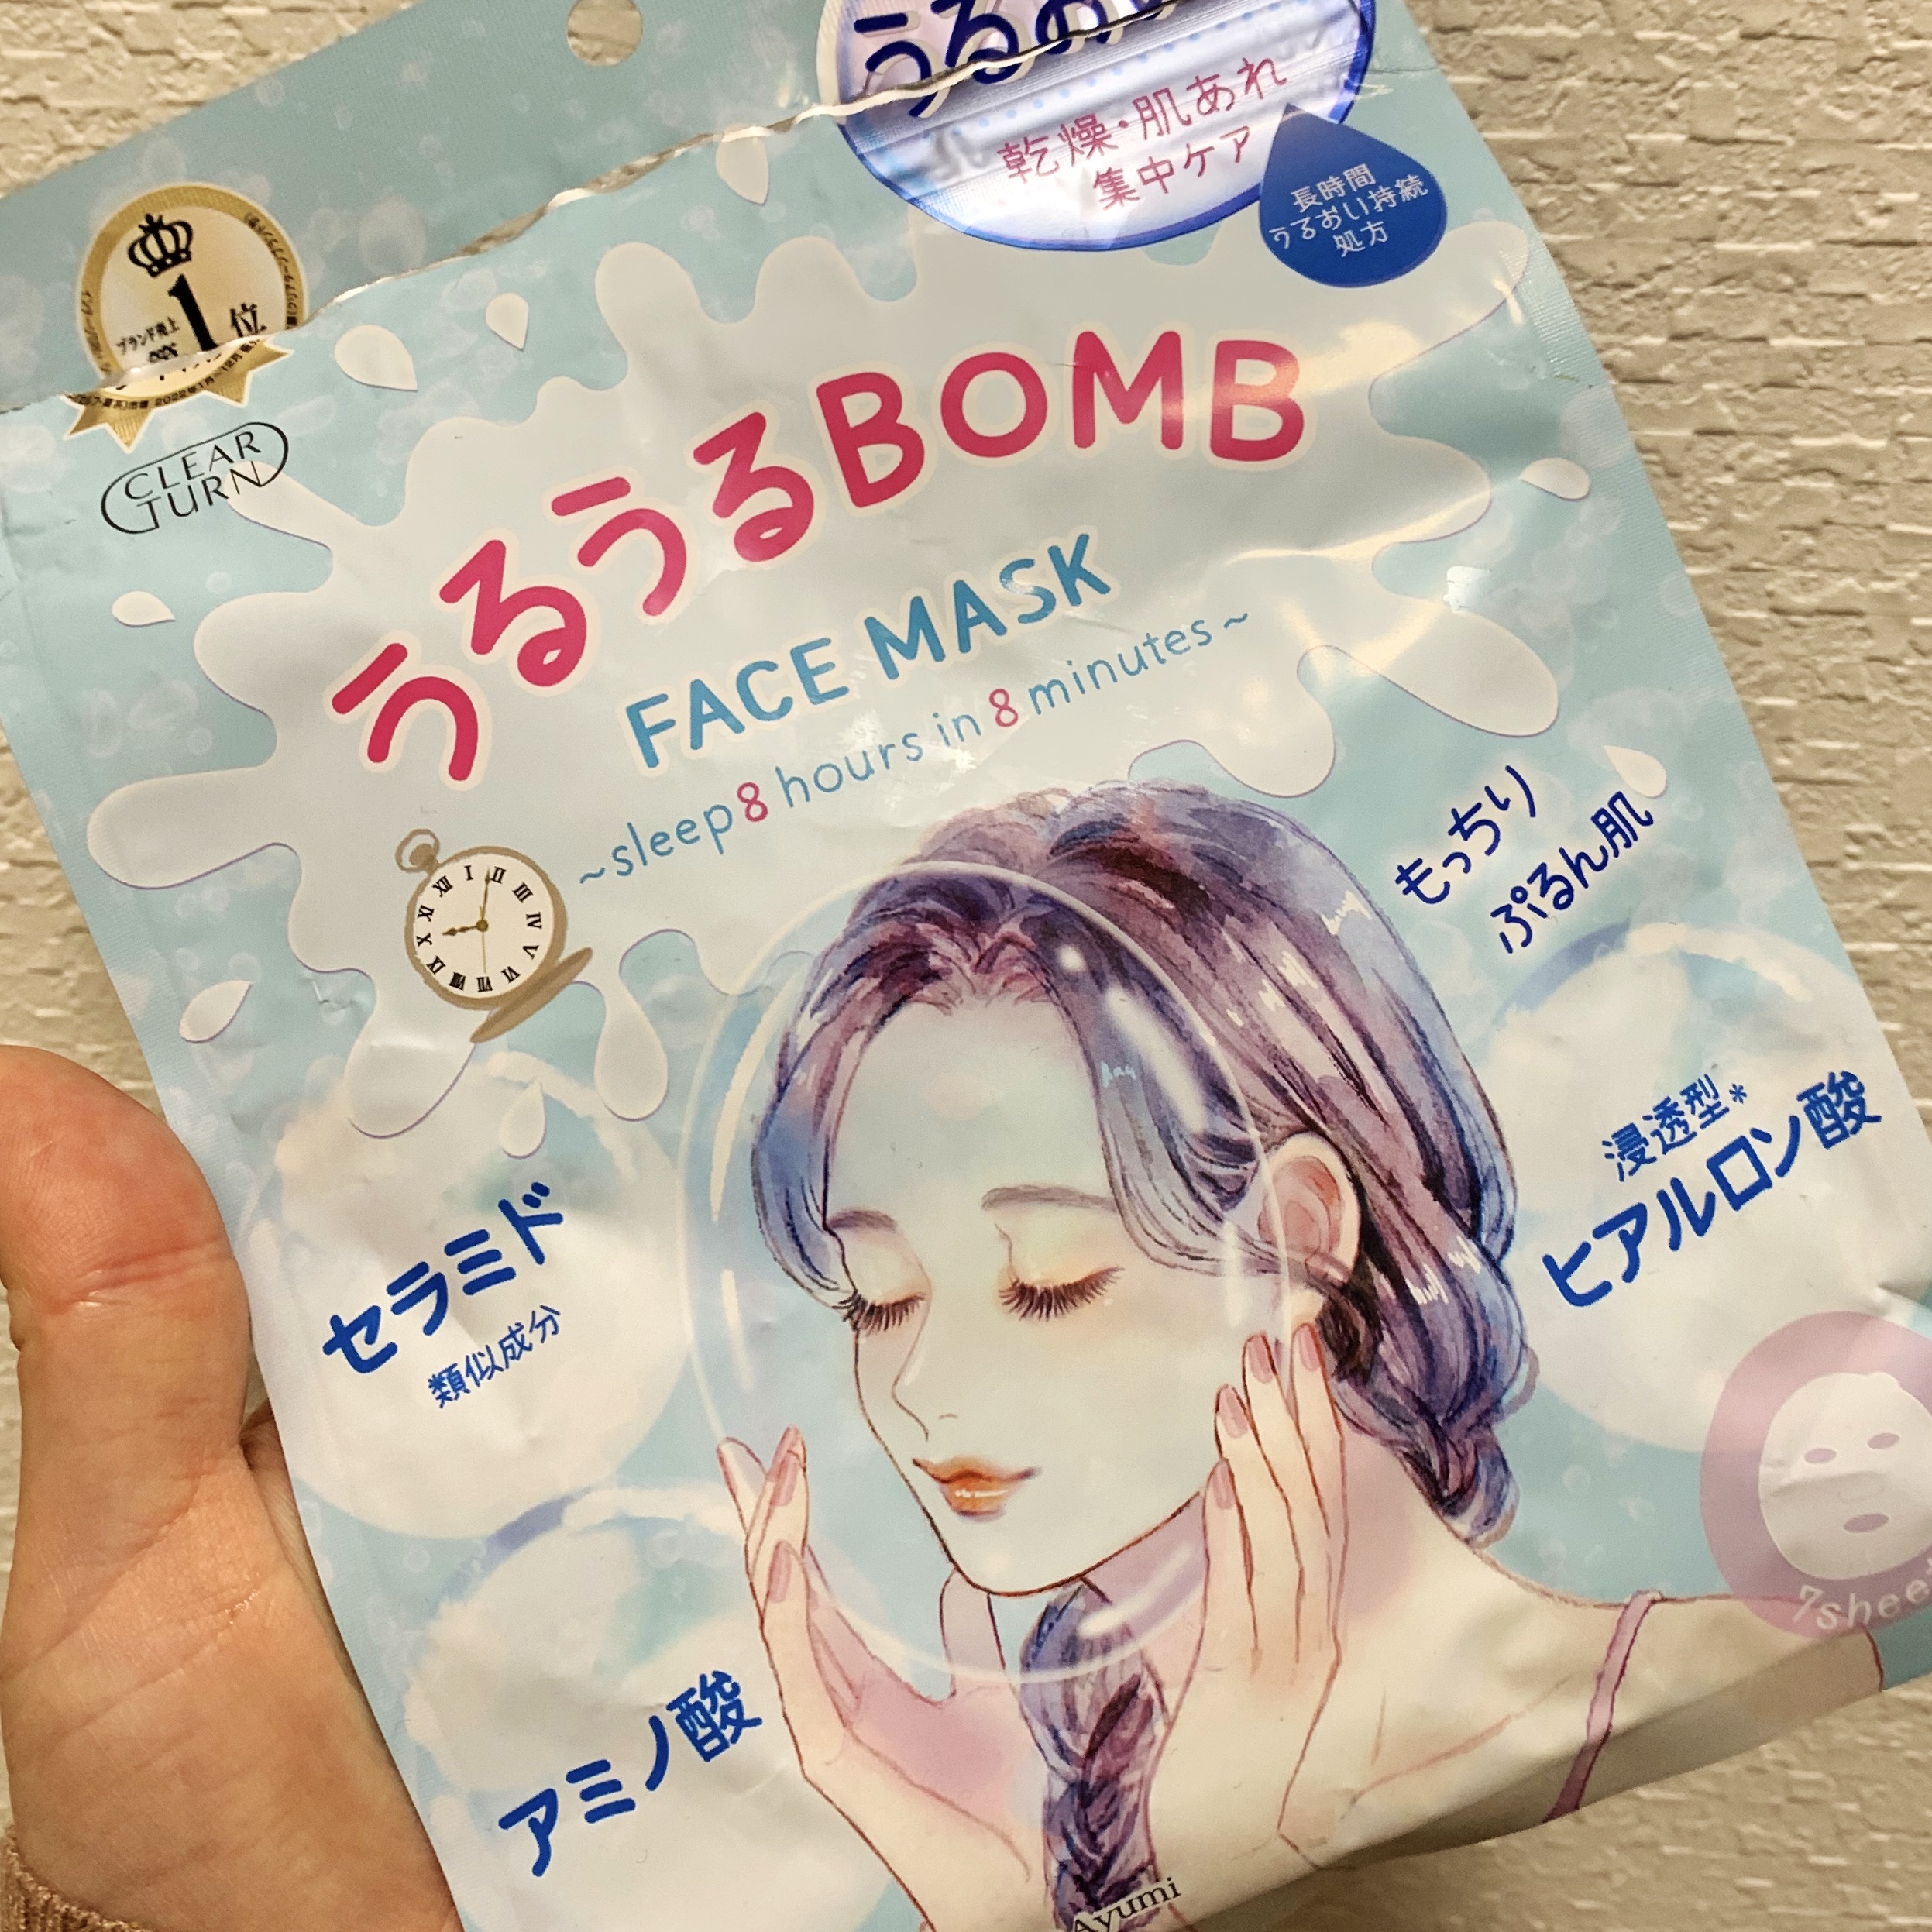 乾燥・肌あれ
集中ケア
長時間
うるおい持続
処方
ブランド売上
1位
CLEAR
TURN
うるうるBOMB
FACE MASK
~sleep 8 hours in 8 minutes~
もっちり
ぷるん肌
浸透型*
ヒアルロン酸
セラミド
類似成分
アミノ酸
Ayumi